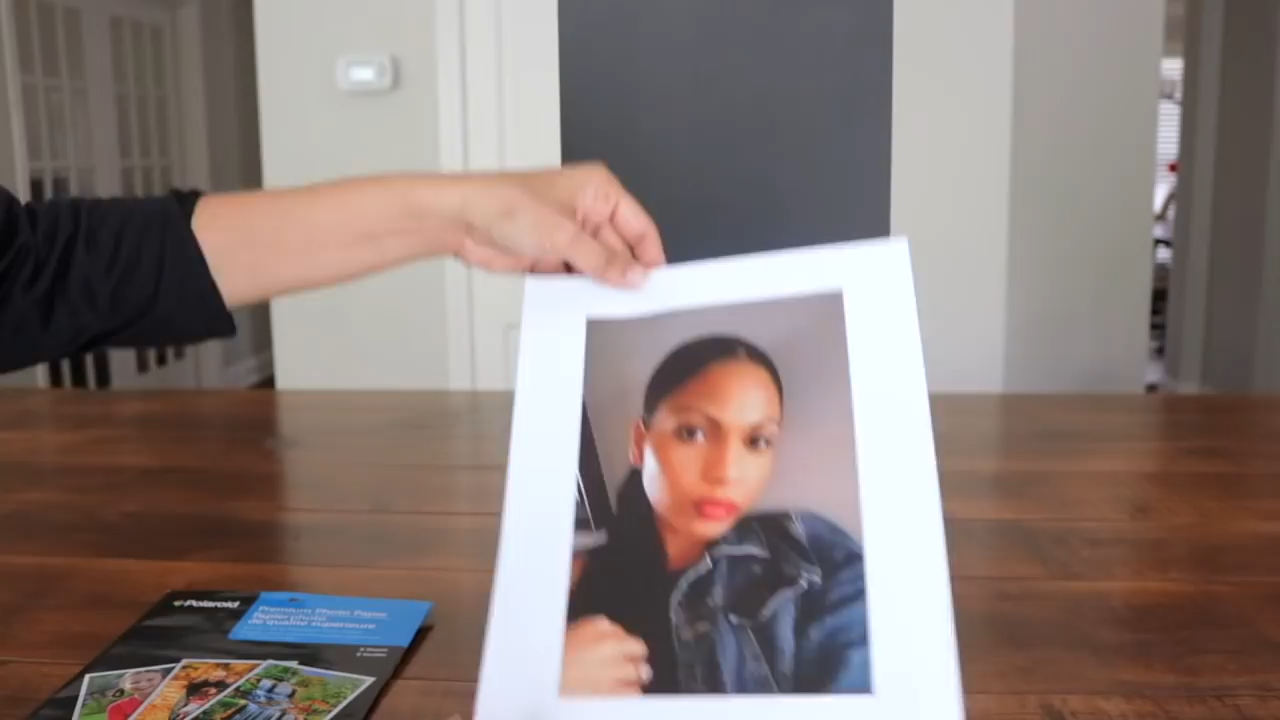 Polaroid
Premium Photo Paper
Papier photo
de qualité supérieure